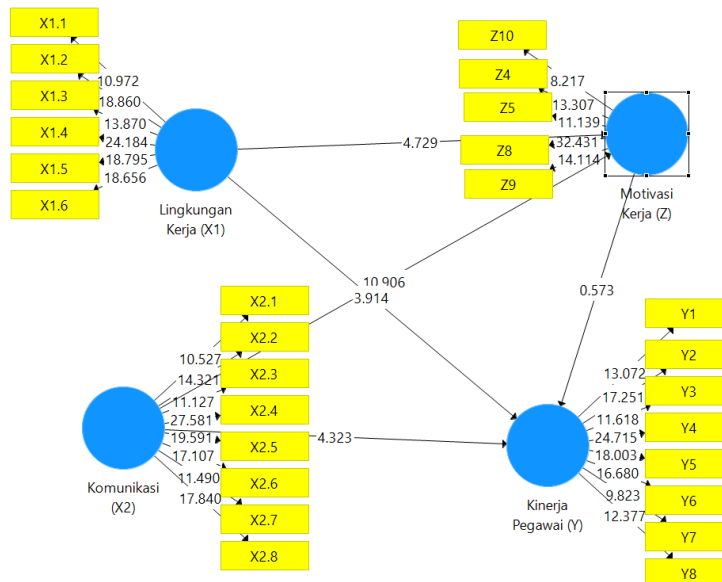 X1.1
X1.2
X1.3
X1.4
X1.5
X1.6
10.972
18.860
13.870
24.184
18.795
18.656
Lingkungan
Kerja (X1)
4.729
Z10
Z4
Z5
Z8
Z9
8.217
13.307
11.139
32.431
14.114
Motivasi
Kerja (Z)
10.906
3.914
0.573
X2.1
X2.2
X2.3
X2.4
X2.5
X2.6
X2.7
X2.8
10.527
14.321
11.127
27.581
19.591
17.107
11.490
17.840
Komunikasi
(X2)
4.323
Y1
Y2
Y3
Y4
Y5
Y6
Y7
Y8
13.072
17.251
11.618
24.715
18.003
16.680
9.823
12.377
Kinerja
Pegawai (Y)